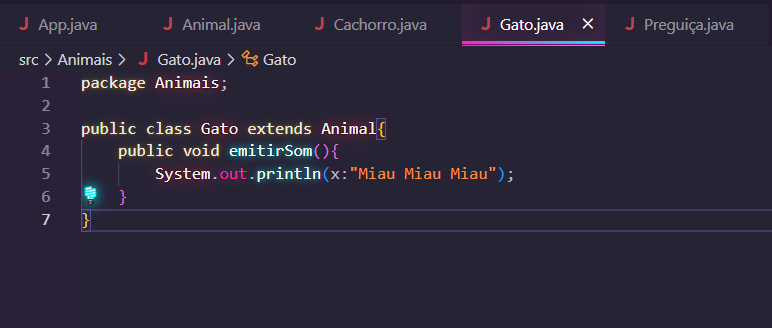 J App.java J Animal.java J Cachorro.java J Gato.java × J Preguiça.java
src > Animais > J Gato.java > Gato
1 package Animais;
2
3 public class Gato extends Animal{
4 public void emitirSom(){
5 System.out.println(x:"Miau Miau Miau");
6 }
7 }